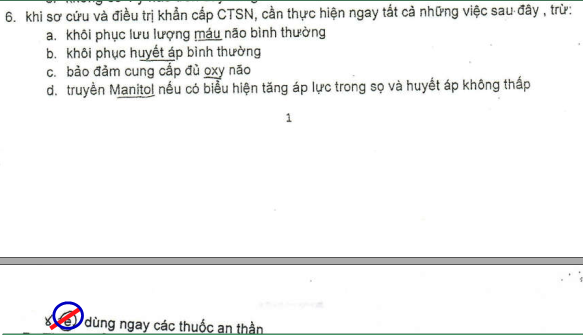 6. khi sơ cứu và điều trị khẩn cấp CTSN, cần thực hiện ngay tất cả những việc sau đây , trừ:
a. khôi phục lưu lượng máu não bình thường
b. khôi phục huyết áp bình thường
c. bảo đảm cung cấp đủ oxy não
d. truyền Manitol nếu có biểu hiện tăng áp lực trong sọ và huyết áp không thấp
1
e. dùng ngay các thuốc an thần